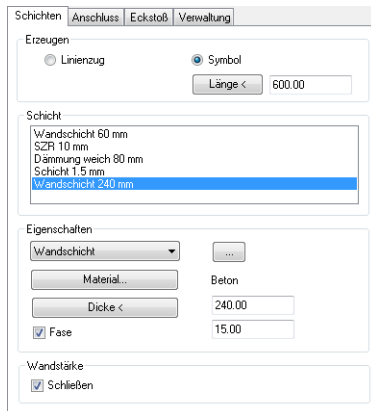 Schichten Anschluss Eckstoß Verwaltung
Erzeugen
Linienzug Symbol
Länge < 600.00
Schicht
Wandschicht 60 mm
SZR 10 mm
Dämmung weich 80 mm
Schicht 1.5 mm
Wandschicht 240 mm
Eigenschaften
Wandschicht ...
Material... Beton
Dicke < 240.00
Fase 15.00
Wandstärke
Schließen